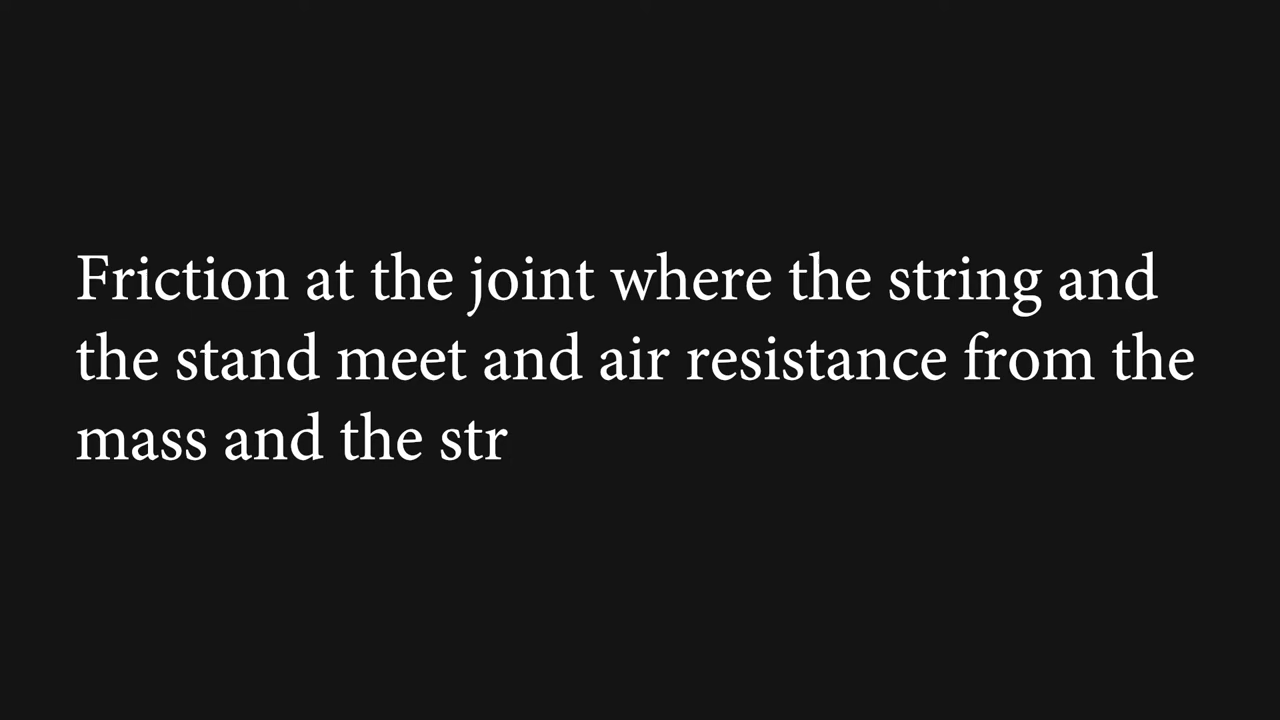 Friction at the joint where the string and
the stand meet and air resistance from the
mass and the str